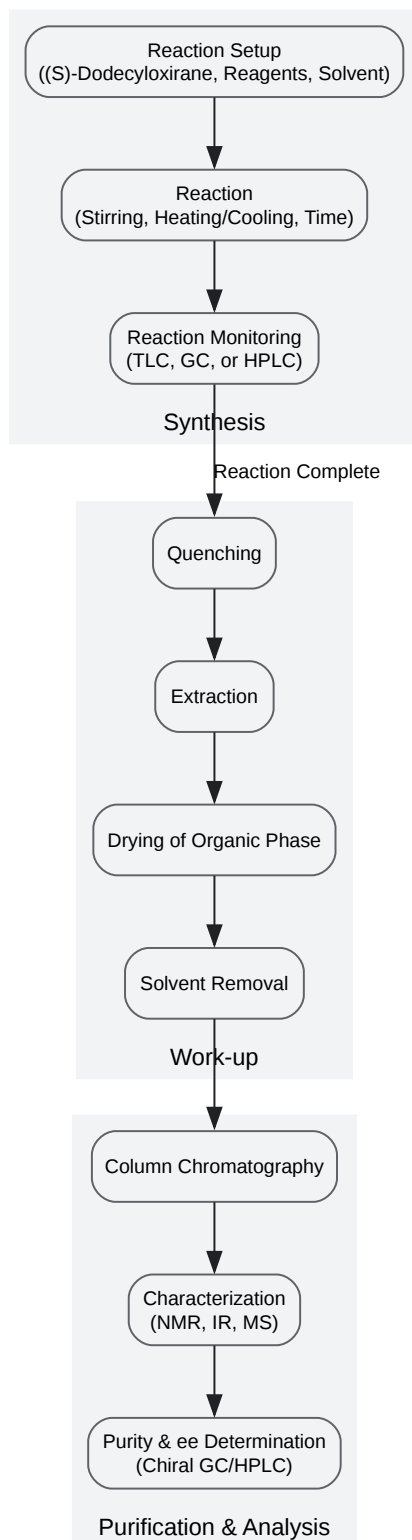 Reaction Setup
((S)-Dodecyloxirane, Reagents, Solvent)
Reaction
(Stirring, Heating/Cooling, Time)
Reaction Monitoring
(TLC, GC, or HPLC)
Synthesis
Reaction Complete
Quenching
Extraction
Drying of Organic Phase
Solvent Removal
Work-up
Column Chromatography
Characterization
(NMR, IR, MS)
Purity & ee Determination
(Chiral GC/HPLC)
Purification & Analysis